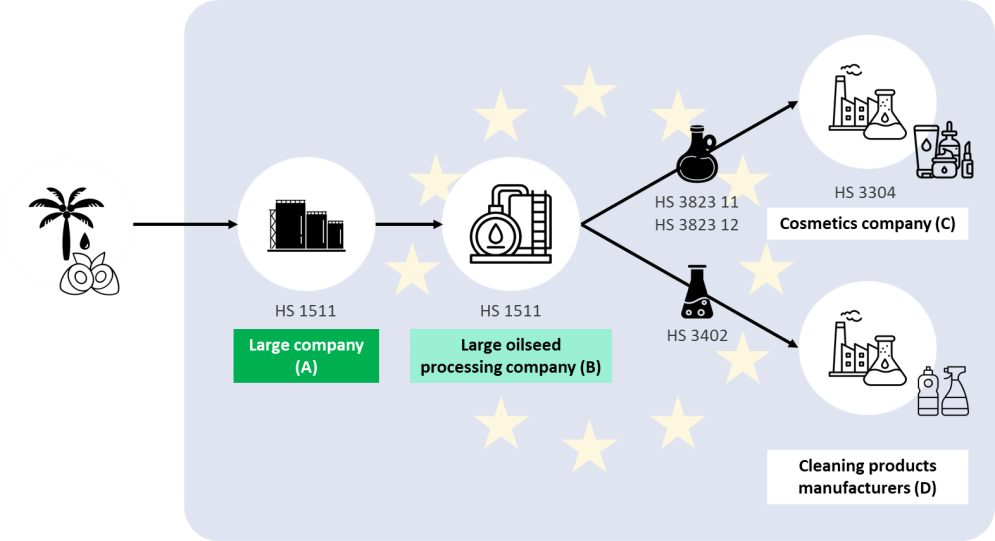 HS 1511
Large company
(A)
HS 1511
Large oilseed
processing company (B)
HS 3823 11
HS 3823 12
HS 3402
HS 3304
Cosmetics company (C)
Cleaning products
manufacturers (D)